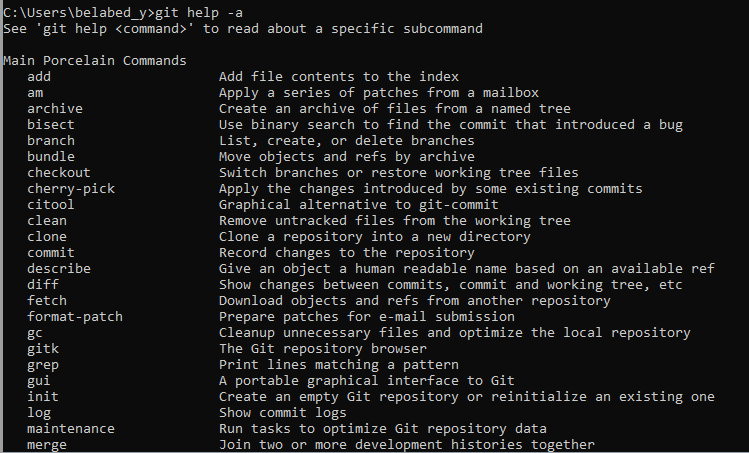 C:\Users\belabed_y>git help -a
See 'git help <command>' to read about a specific subcommand
Main Porcelain Commands
add Add file contents to the index
am Apply a series of patches from a mailbox
archive Create an archive of files from a named tree
bisect Use binary search to find the commit that introduced a bug
branch List, create, or delete branches
bundle Move objects and refs by archive
checkout Switch branches or restore working tree files
cherry-pick Apply the changes introduced by some existing commits
citool Graphical alternative to git-commit
clean Remove untracked files from the working tree
clone Clone a repository into a new directory
commit Record changes to the repository
describe Give an object a human readable name based on an available ref
diff Show changes between commits, commit and working tree, etc
fetch Download objects and refs from another repository
format-patch Prepare patches for e-mail submission
gc Cleanup unnecessary files and optimize the local repository
gitk The Git repository browser
grep Print lines matching a pattern
gui A portable graphical interface to Git
init Create an empty Git repository or reinitialize an existing one
log Show commit logs
maintenance Run tasks to optimize Git repository data
merge Join two or more development histories together